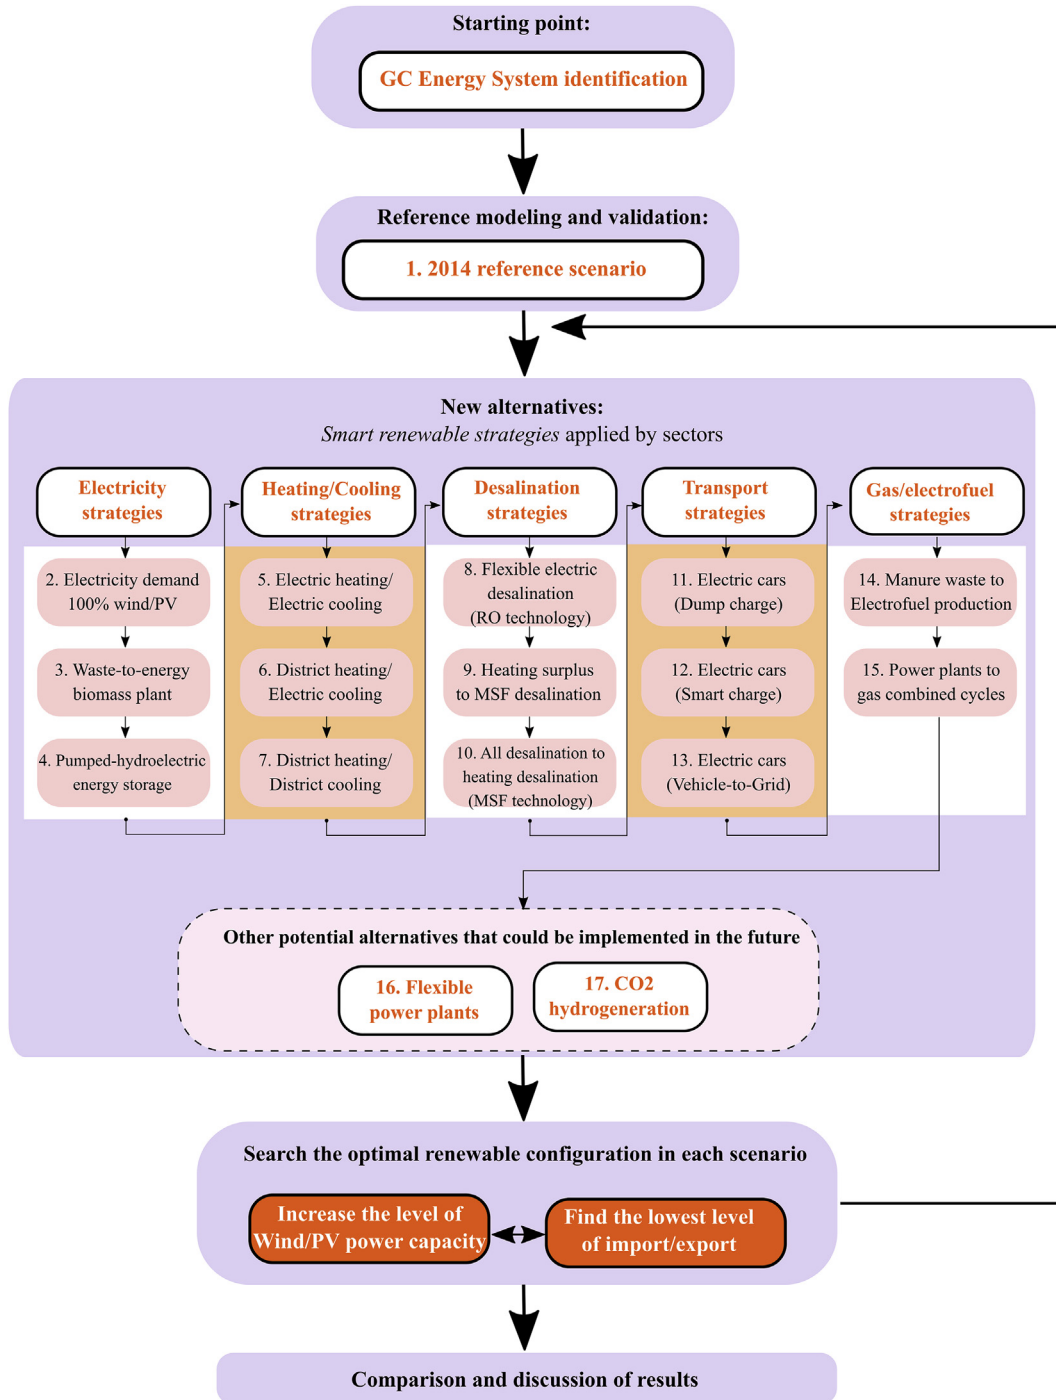 Starting point:
GC Energy System identification
Reference modeling and validation:
1. 2014 reference scenario
New alternatives:
Smart renewable strategies applied by sectors
Electricity
strategies
2. Electricity demand
100% wind/PV
3. Waste-to-energy
biomass plant
4. Pumped-hydroelectric
energy storage
Heating/Cooling
strategies
5. Electric heating/
Electric cooling
6. District heating/
Electric cooling
7. District heating/
District cooling
Desalination
strategies
8. Flexible electric
desalination
(RO technology)
9. Heating surplus
to MSF desalination
10. All desalination to
heating desalination
(MSF technology)
Transport
strategies
11. Electric cars
(Dump charge)
12. Electric cars
(Smart charge)
13. Electric cars
(Vehicle-to-Grid)
Gas/electrofuel
strategies
14. Manure waste to
Electrofuel production
15. Power plants to
gas combined cycles
Other potential alternatives that could be implemented in the future
16. Flexible
power plants
17. CO2
hydrogeneration
Search the optimal renewable configuration in each scenario
Increase the level of
Wind/PV power capacity
Find the lowest level
of import/export
Comparison and discussion of results